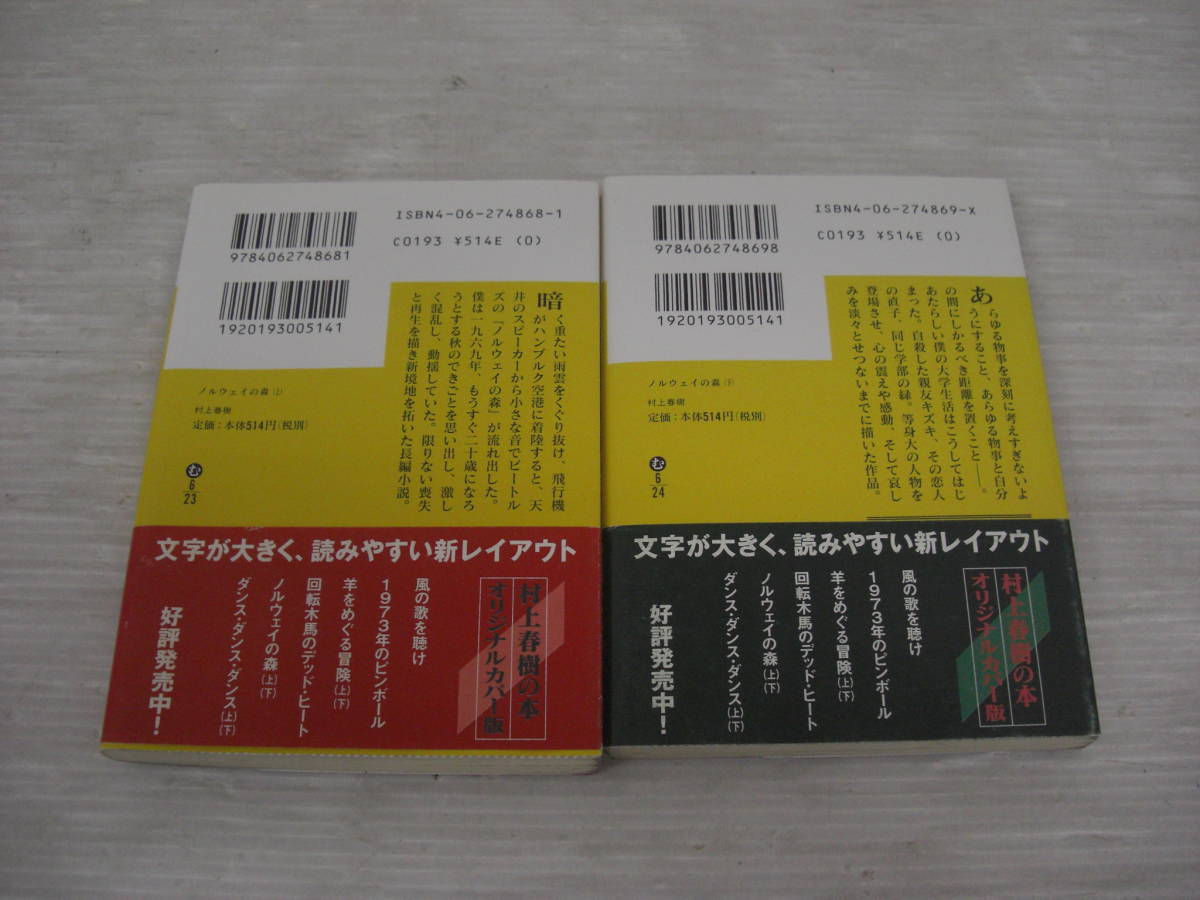 ISBN4-06-274868-1
C0193 ¥514E (0)
9784062748681
1920193005141
暗く重たい雨雲をくぐり抜け、飛行機
がハンブルク空港に着陸すると、天
井のスピーカーから小さな音でビートル
ズの『ノルウェイの森』が流れ出した。
僕は一九六九年、もうすぐ二十歳になろ
うとする秋のできごとを思い出し、激し
く混乱し、動揺していた。限りない喪失
と再生を描き新境地を拓いた長編小説。
ノルウェイの森(上)
村上春樹
定価:本体514円(税別)
む
6
23
文字が大きく、読みやすい新レイアウト
村上春樹の本
オリジナルカバー版
風の歌を聴け
1973年のピンボール
羊をめぐる冒険(上)(下)
回転木馬のデッド・ヒート
ノルウェイの森(上)(下)
ダンス・ダンス・ダンス(上)(下)
好評発売中!
ISBN4-06-274869-X
C0193 ¥514E (0)
9784062748698
1920193005141
あらゆる物事を深刻に考えすぎないよ
うにすること、あらゆる物事と自分
の間にしかるべき距離を置くこと——。
あたらしい僕の大学生活はこうしてはじ
まった。自殺した親友キズキ、その恋人
の直子、同じ学部の緑。等身大の人物を
登場させ、心の震えや感動、そして哀し
みを淡々とせつないまでに描いた作品。
ノルウェイの森(下)
村上春樹
定価:本体514円(税別)
む
6
24
文字が大きく、読みやすい新レイアウト
村上春樹の本
オリジナルカバー版
風の歌を聴け
1973年のピンボール
羊をめぐる冒険(上)(下)
回転木馬のデッド・ヒート
ノルウェイの森(上)(下)
ダンス・ダンス・ダンス(上)(下)
好評発売中!